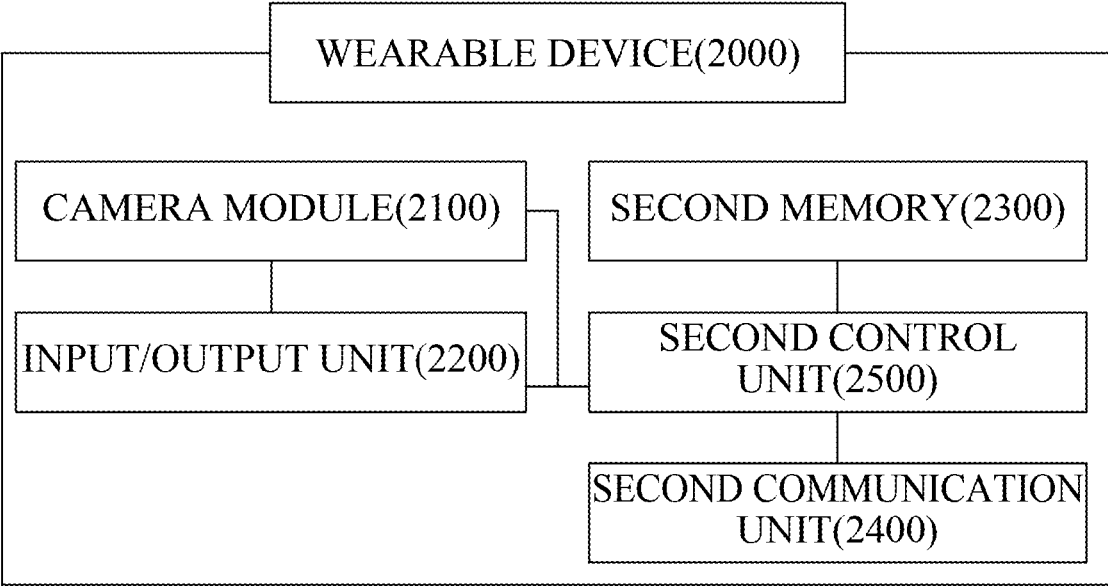 WEARABLE DEVICE(2000)
CAMERA MODULE(2100)
SECOND MEMORY(2300)
INPUT/OUTPUT UNIT(2200)
SECOND CONTROL
UNIT(2500)
SECOND COMMUNICATION
UNIT(2400)